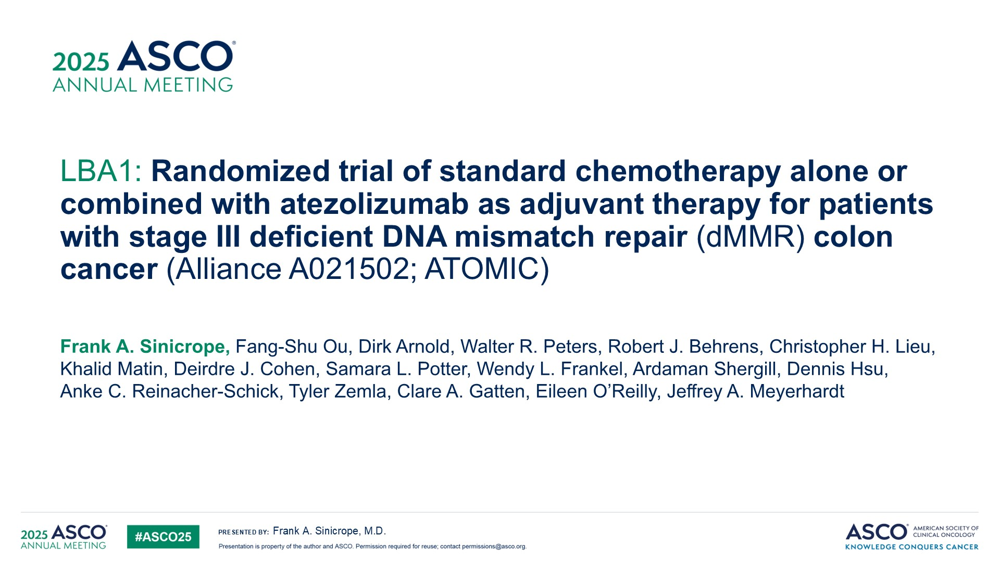 2025 ASCO®
ANNUAL MEETING
LBA1: Randomized trial of standard chemotherapy alone or
combined with atezolizumab as adjuvant therapy for patients
with stage III deficient DNA mismatch repair (dMMR) colon
cancer (Alliance A021502; ATOMIC)
Frank A. Sinicrope, Fang-Shu Ou, Dirk Arnold, Walter R. Peters, Robert J. Behrens, Christopher H. Lieu,
Khalid Matin, Deirdre J. Cohen, Samara L. Potter, Wendy L. Frankel, Ardaman Shergill, Dennis Hsu,
Anke C. Reinacher-Schick, Tyler Zemla, Clare A. Gatten, Eileen O’Reilly, Jeffrey A. Meyerhardt
2025 ASCO®
ANNUAL MEETING
#ASCO25
PRESENTED BY: Frank A. Sinicrope, M.D.
Presentation is property of the author and ASCO. Permission required for reuse; contact permissions@asco.org.
ASCO® AMERICAN SOCIETY OF
CLINICAL ONCOLOGY
KNOWLEDGE CONQUERS CANCER